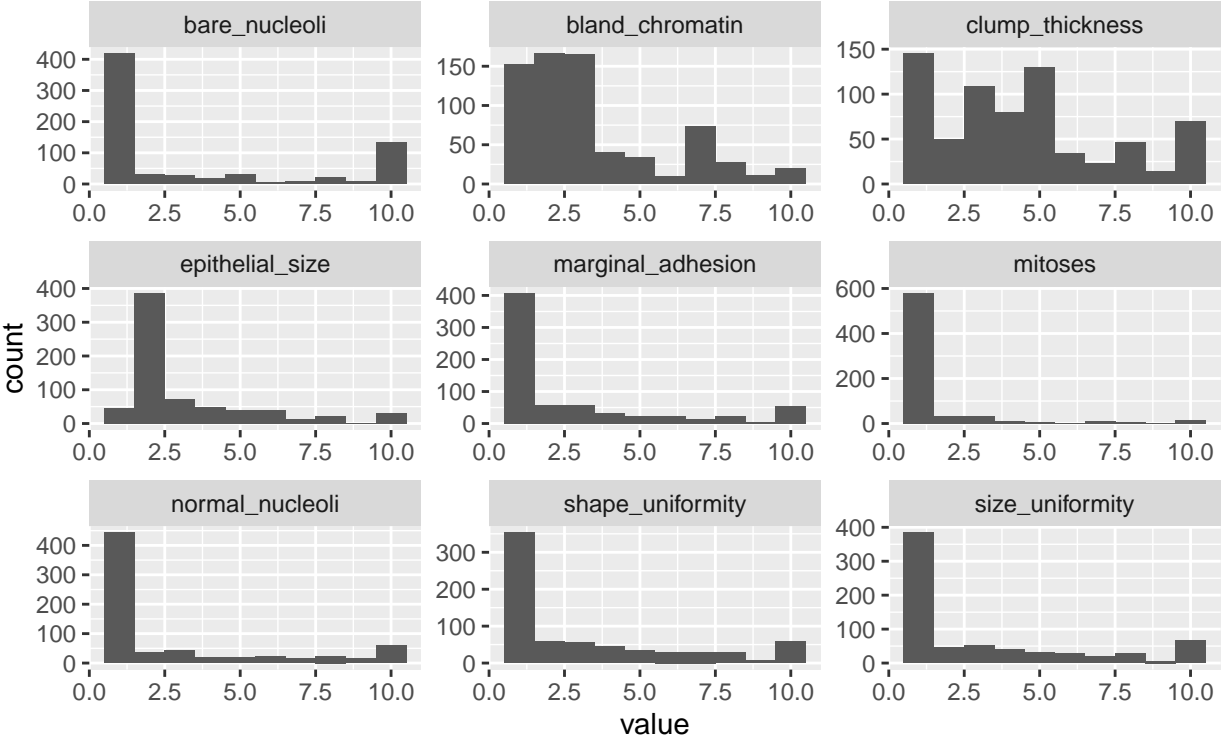 bare_nucleoli
bland_chromatin
clump_thickness
400
300
200
100
0
0.0 2.5 5.0 7.5 10.0
150
100
50
0
0.0 2.5 5.0 7.5 10.0
150
100
50
0
0.0 2.5 5.0 7.5 10.0
epithelial_size
marginal_adhesion
mitoses
400
300
200
100
0
0.0 2.5 5.0 7.5 10.0
400
300
200
100
0
0.0 2.5 5.0 7.5 10.0
600
400
200
0
0.0 2.5 5.0 7.5 10.0
normal_nucleoli
shape_uniformity
size_uniformity
400
300
200
100
0
0.0 2.5 5.0 7.5 10.0
300
200
100
0
0.0 2.5 5.0 7.5 10.0
400
300
200
100
0
0.0 2.5 5.0 7.5 10.0
count
value